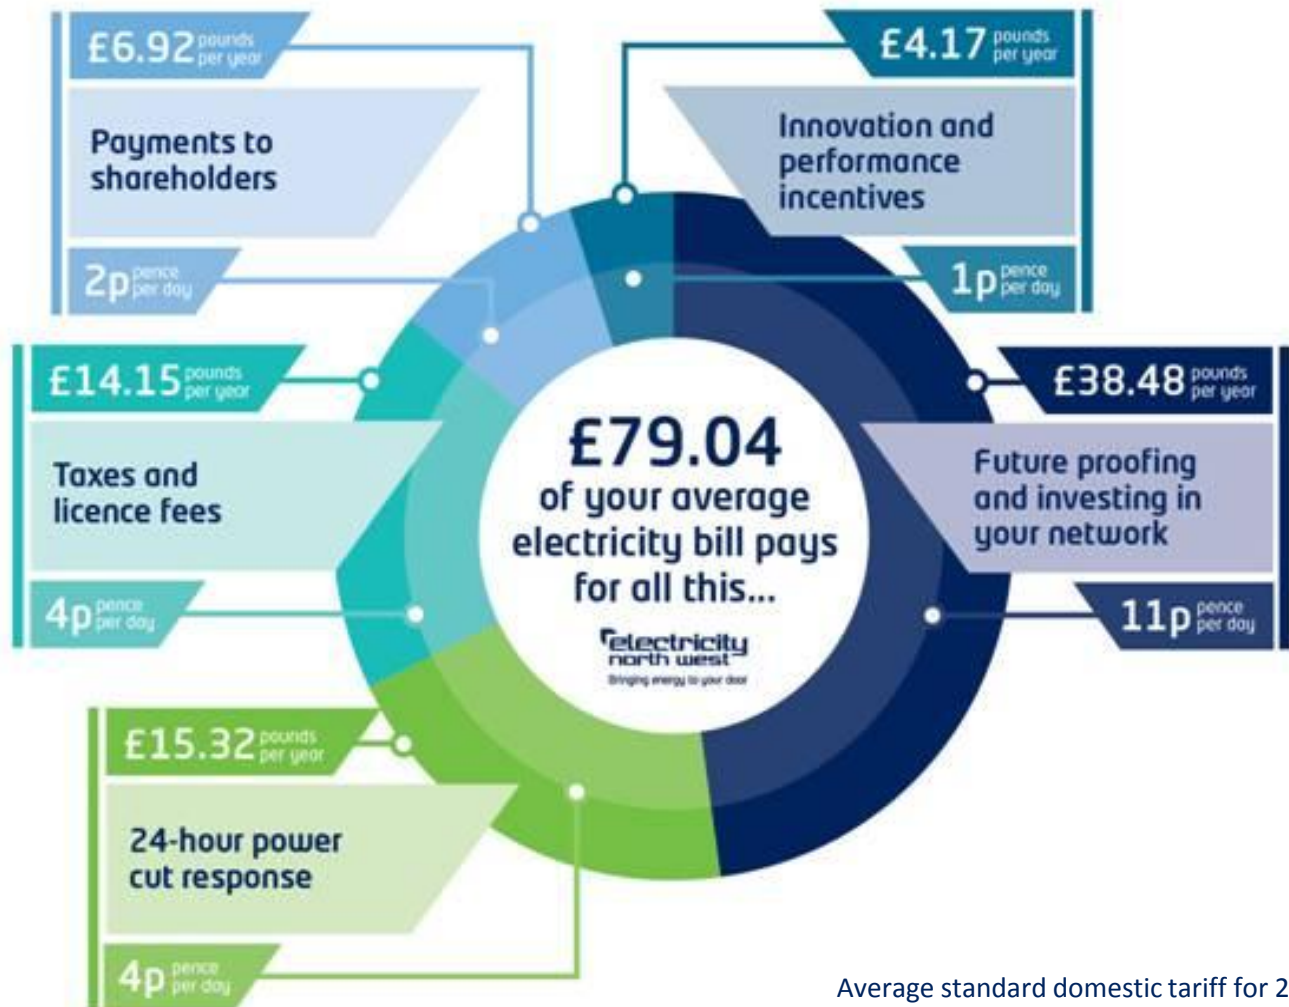 £6.92 pounds per year
Payments to
shareholders
2p pence per day
£4.17 pounds per year
Innovation and
performance
incentives
1p pence per day
£14.15 pounds per year
Taxes and
licence fees
4p pence per day
£38.48 pounds per year
Future proofing
and investing in
your network
11p pence per day
£79.04
of your average
electricity bill pays
for all this...
electricity
north west
Bringing energy to your door
£15.32 pounds per year
24-hour power
cut response
4p pence per day
Average standard domestic tariff for 2